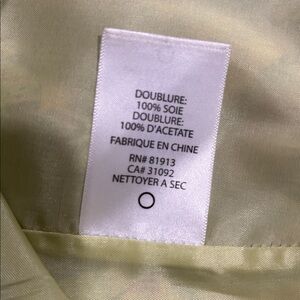 DOUBLURE:
100% SOIE
DOUBLURE:
100% D'ACETATE
FABRIQUE EN CHINE
RN# 81913
CA# 31092
NETTOYER A SEC